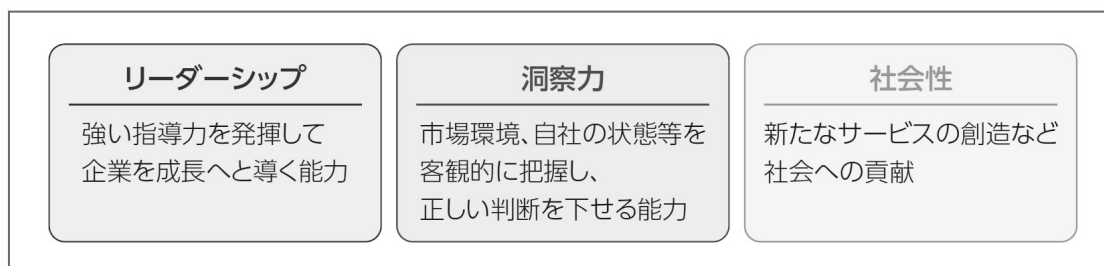 リーダーシップ
強い指導力を発揮して
企業を成長へと導く能力
洞察力
市場環境、自社の状態等を
客観的に把握し、
正しい判断を下せる能力
社会性
新たなサービスの創造など
社会への貢献